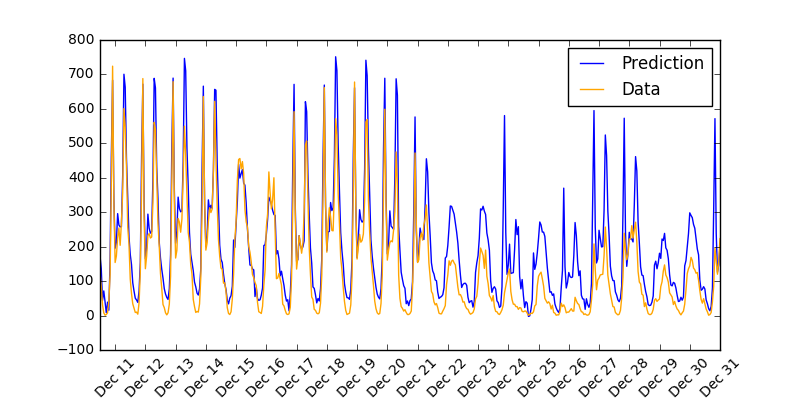 800
700
600
500
400
300
200
100
0
−100
Prediction
Data
Dec 11
Dec 12
Dec 13
Dec 14
Dec 15
Dec 16
Dec 17
Dec 18
Dec 19
Dec 20
Dec 21
Dec 22
Dec 23
Dec 24
Dec 25
Dec 26
Dec 27
Dec 28
Dec 29
Dec 30
Dec 31